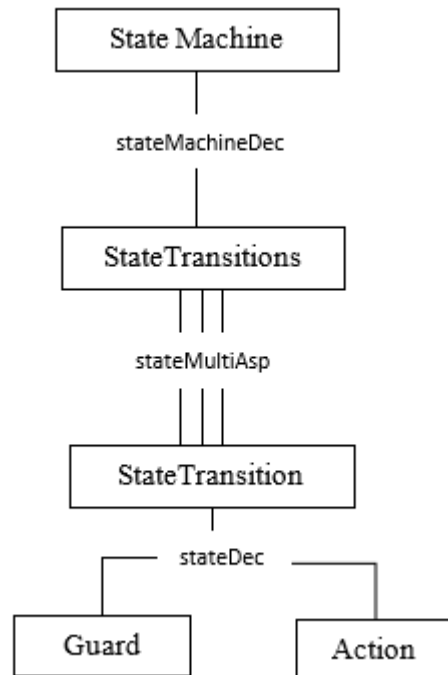 State Machine
stateMachineDec
StateTransitions
stateMultiAsp
StateTransition
stateDec
Guard
Action